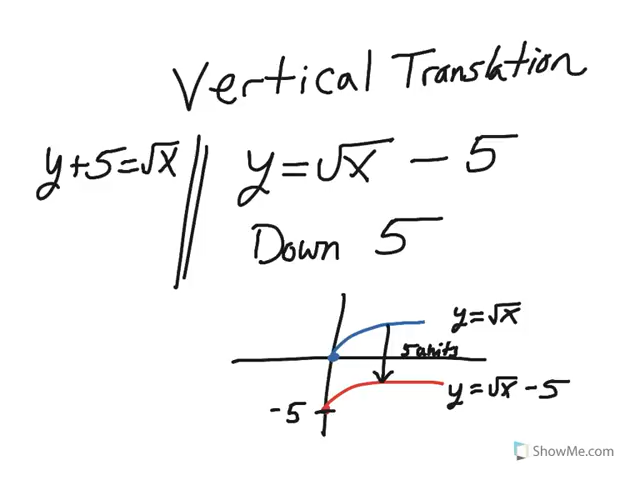 Vertical Translation
y+5=√x
y=√x − 5
Down 5
y=√x
5 units
y=√x −5
-5
ShowMe.com